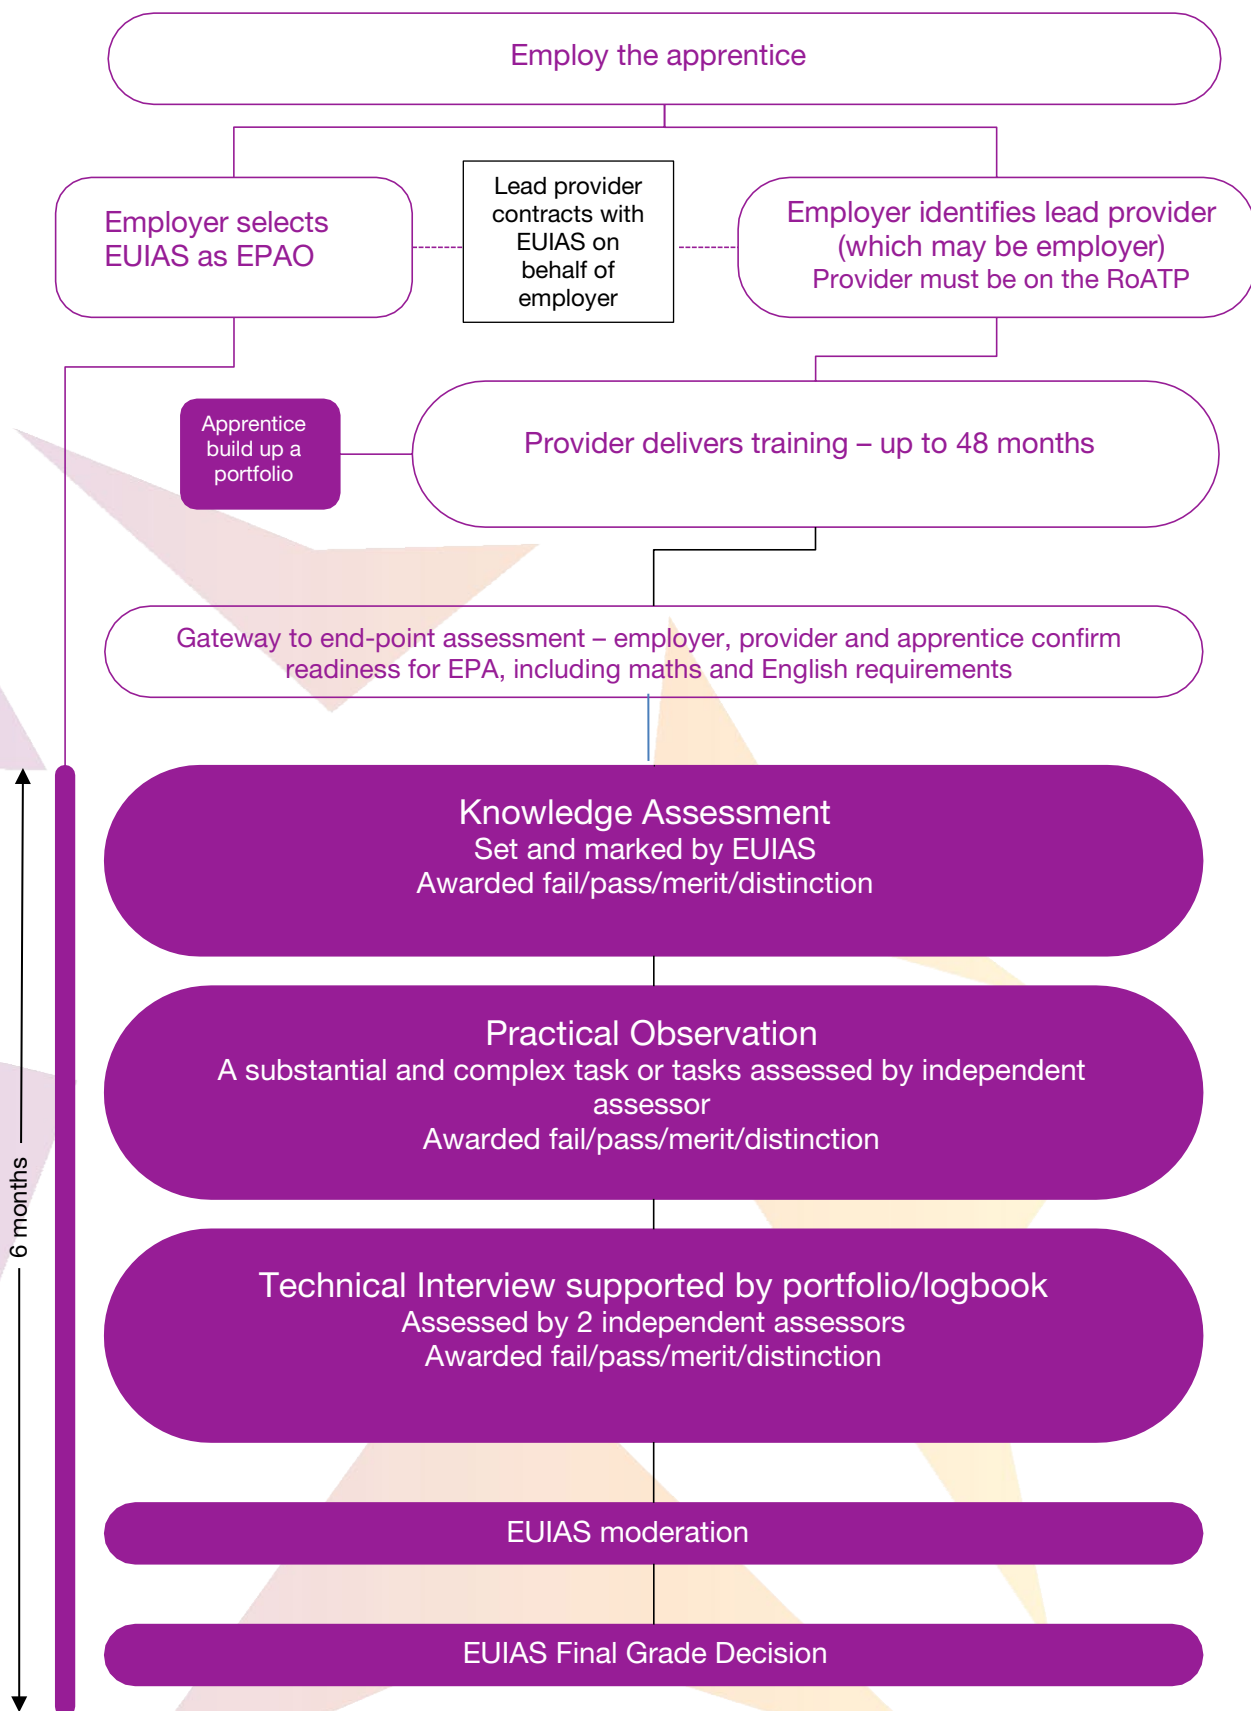 Employ the apprentice
Employer selects
EUIAS as EPAO
Lead provider
contracts with
EUIAS on
behalf of
employer
Employer identifies lead provider
(which may be employer)
Provider must be on the RoATP
Apprentice
build up a
portfolio
Provider delivers training – up to 48 months
Gateway to end-point assessment – employer, provider and apprentice confirm
readiness for EPA, including maths and English requirements
Knowledge Assessment
Set and marked by EUIAS
Awarded fail/pass/merit/distinction
Practical Observation
A substantial and complex task or tasks assessed by independent
assessor
Awarded fail/pass/merit/distinction
6 months
Technical Interview supported by portfolio/logbook
Assessed by 2 independent assessors
Awarded fail/pass/merit/distinction
EUIAS moderation
EUIAS Final Grade Decision